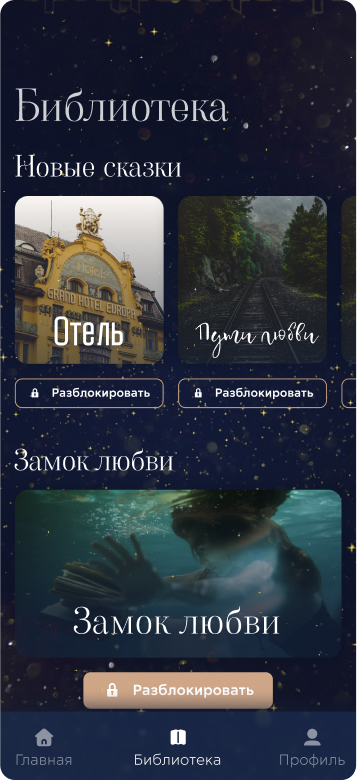 Библиотека
Новые сказки
Hotel
GRAND HOTEL EUROPA
Отель
Пути любви
Разблокировать
Разблокировать
Замок любви
Замок любви
Разблокировать
Главная
Библиотека
Профиль